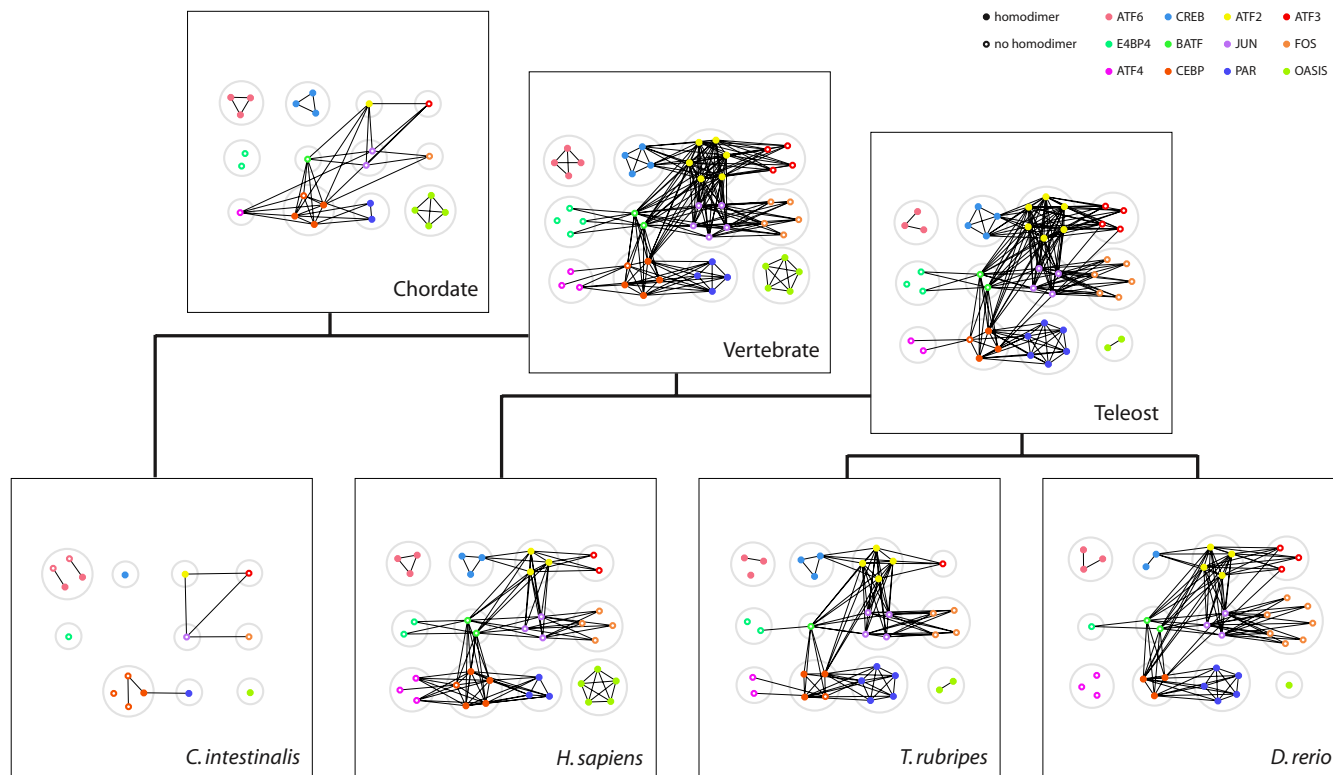 homodimer ATF6 CREB ATF2 ATF3
no homodimer E4BP4 BATF JUN FOS
ATF4 CEBP PAR OASIS
Chordate
Vertebrate
Teleost
C. intestinalis
H. sapiens
T. rubripes
D. rerio